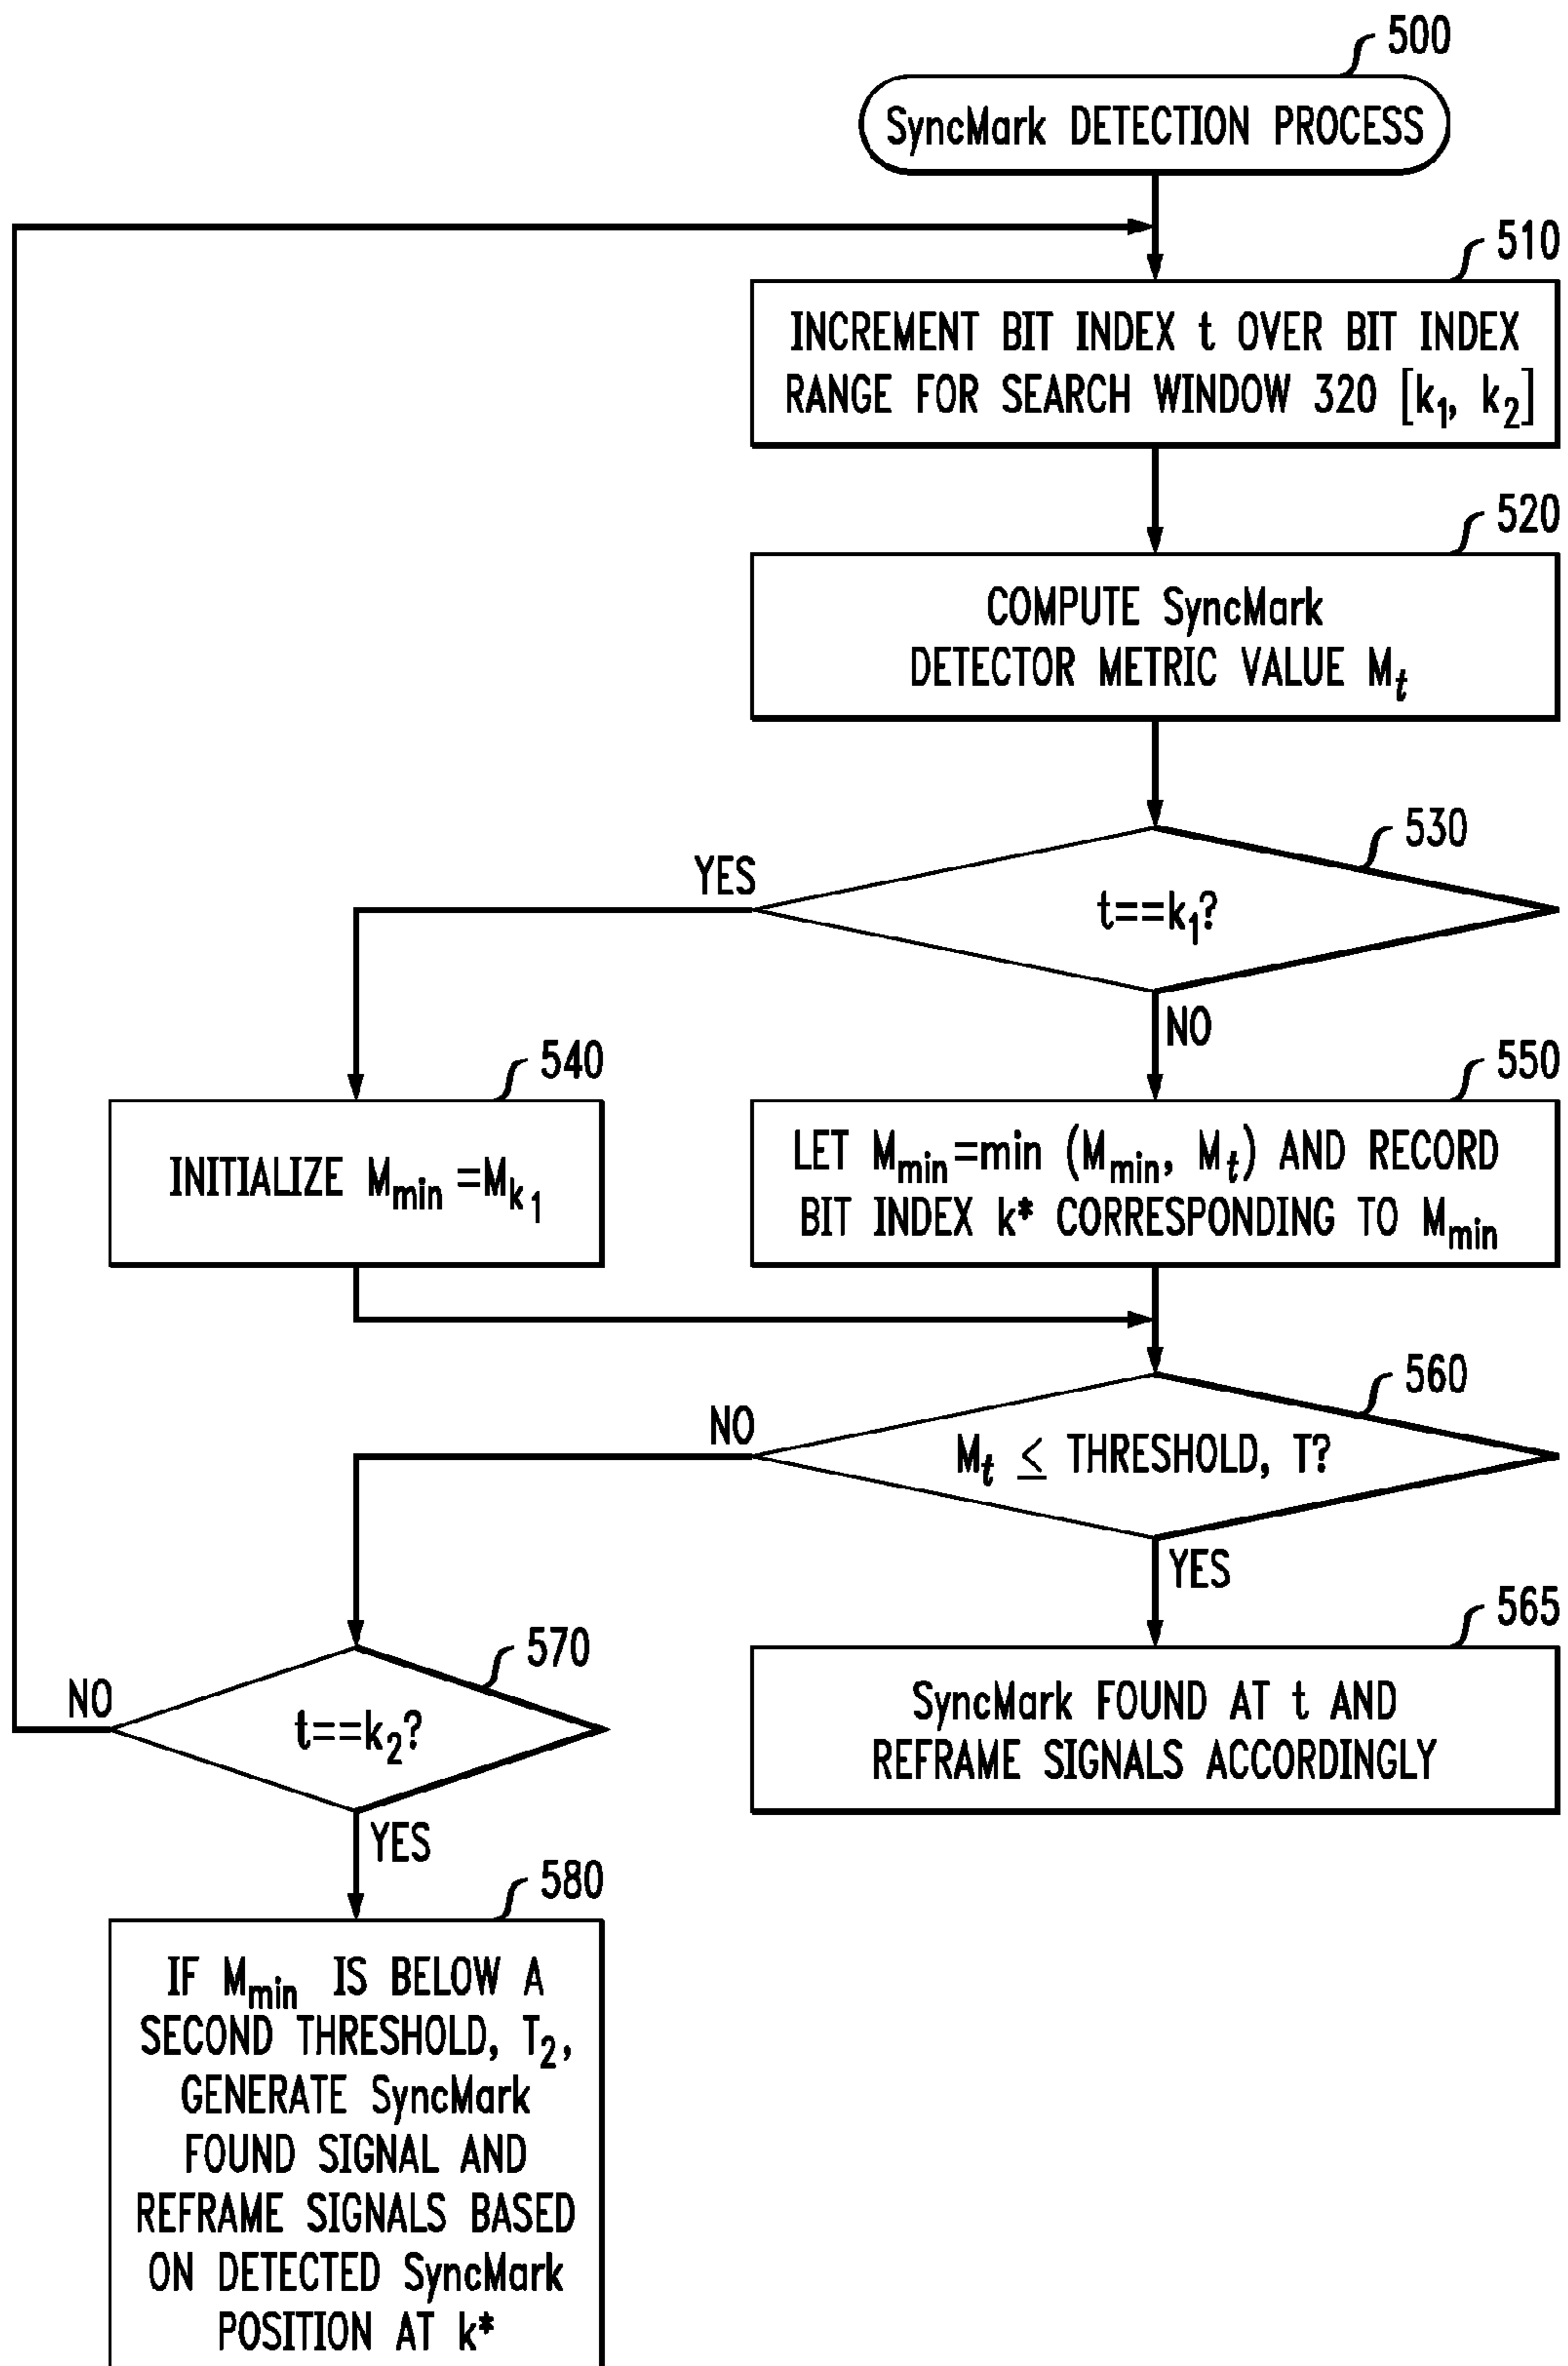 500
SyncMark DETECTION PROCESS
510
INCREMENT BIT INDEX t OVER BIT INDEX
RANGE FOR SEARCH WINDOW 320 [k₁, k₂]
520
COMPUTE SyncMark
DETECTOR METRIC VALUE Mₜ
530
YES
t==k₁?
NO
540
INITIALIZE Mmin =Mk₁
550
LET Mmin=min (Mmin, Mₜ) AND RECORD
BIT INDEX k* CORRESPONDING TO Mmin
560
NO
Mₜ ≤ THRESHOLD, T?
YES
565
SyncMark FOUND AT t AND
REFRAME SIGNALS ACCORDINGLY
570
NO
t==k₂?
YES
580
IF Mmin IS BELOW A
SECOND THRESHOLD, T₂,
GENERATE SyncMark
FOUND SIGNAL AND
REFRAME SIGNALS BASED
ON DETECTED SyncMark
POSITION AT k*